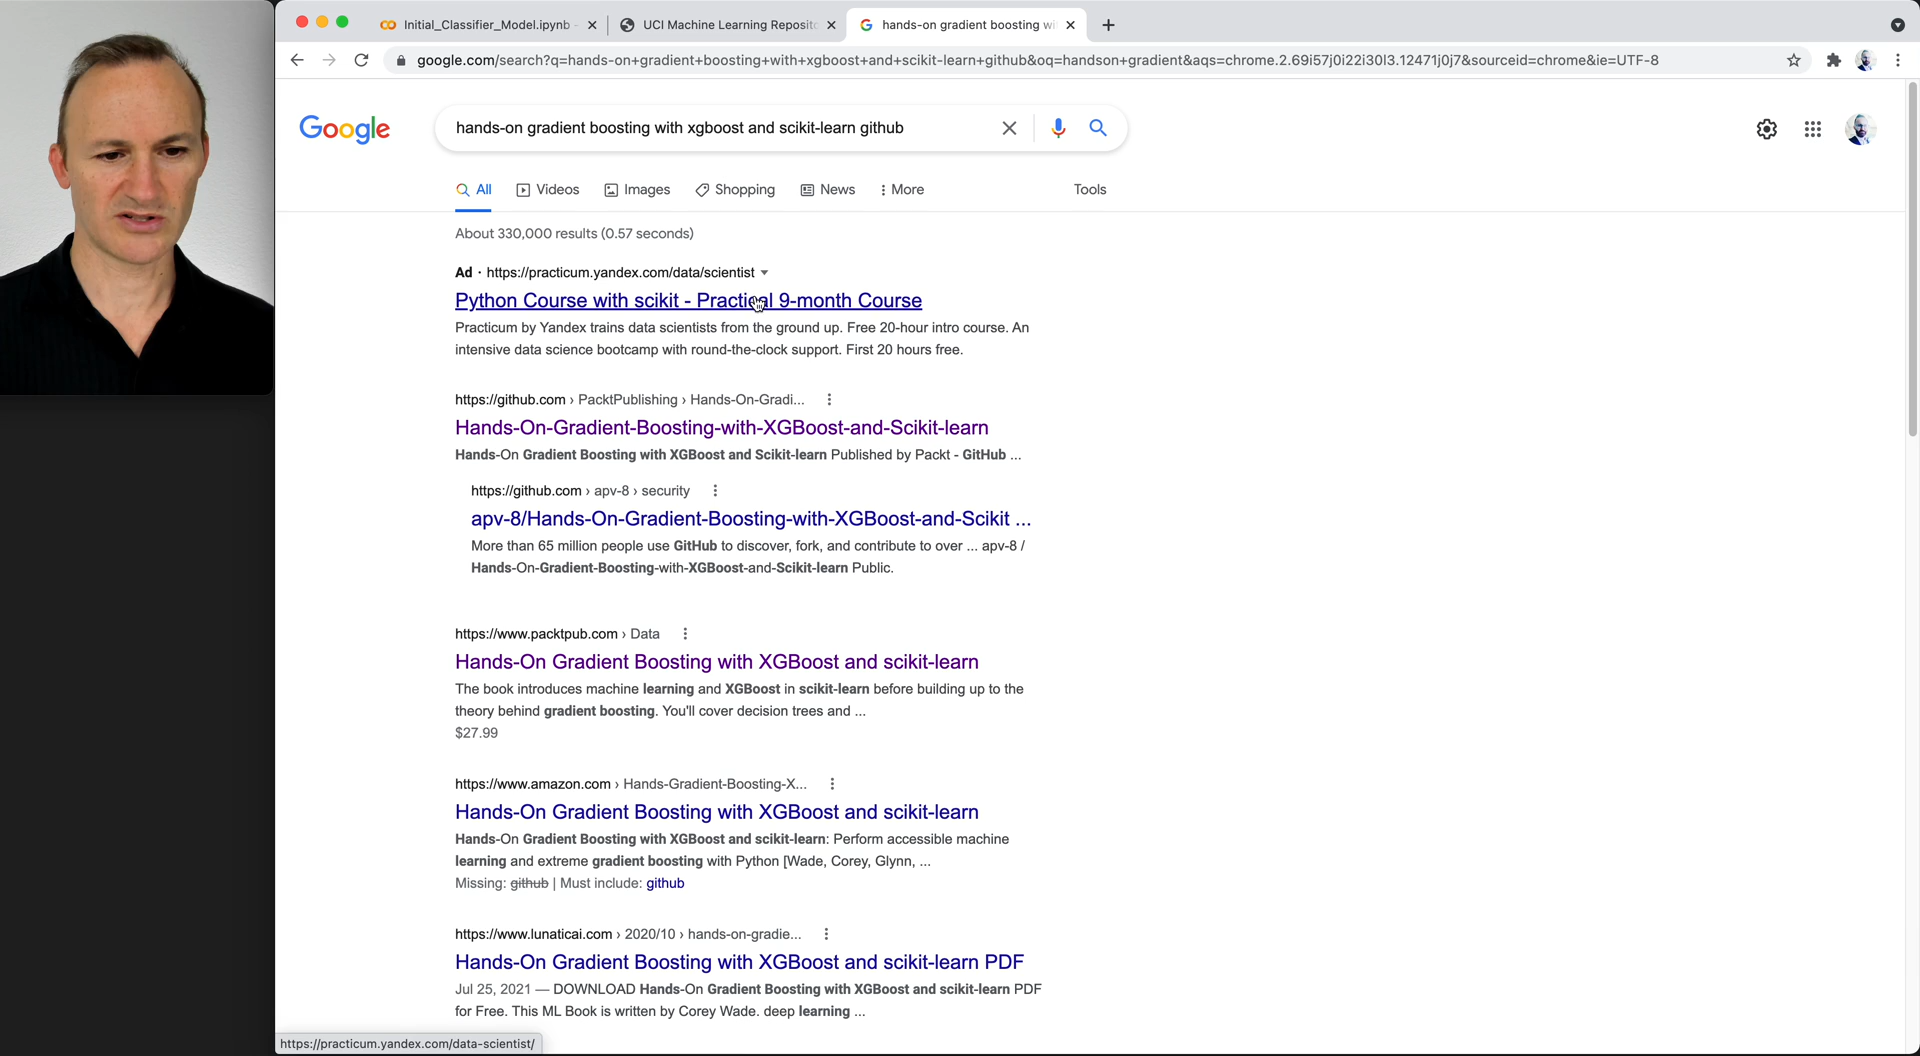 Initial_Classifier_Model.ipynb -
UCI Machine Learning Reposito
hands-on gradient boosting wi
google.com/search?q=hands-on+gradient+boosting+with+xgboost+and+scikit-learn+github&oq=handson+gradient&aqs=chrome.2.69i57j0i22i30l3.12471j0j7&sourceid=chrome&ie=UTF-8
Google
hands-on gradient boosting with xgboost and scikit-learn github
All
Videos
Images
Shopping
News
More
Tools
About 330,000 results (0.57 seconds)
Ad · https://practicum.yandex.com/data/scientist
Python Course with scikit - Practical 9-month Course
Practicum by Yandex trains data scientists from the ground up. Free 20-hour intro course. An
intensive data science bootcamp with round-the-clock support. First 20 hours free.
https://github.com › PacktPublishing › Hands-On-Gradi...
Hands-On-Gradient-Boosting-with-XGBoost-and-Scikit-learn
Hands-On Gradient Boosting with XGBoost and Scikit-learn Published by Packt - GitHub ...
https://github.com › apv-8 › security
apv-8/Hands-On-Gradient-Boosting-with-XGBoost-and-Scikit ...
More than 65 million people use GitHub to discover, fork, and contribute to over ... apv-8 /
Hands-On-Gradient-Boosting-with-XGBoost-and-Scikit-learn Public.
https://www.packtpub.com › Data
Hands-On Gradient Boosting with XGBoost and scikit-learn
The book introduces machine learning and XGBoost in scikit-learn before building up to the
theory behind gradient boosting. You'll cover decision trees and ...
$27.99
https://www.amazon.com › Hands-Gradient-Boosting-X...
Hands-On Gradient Boosting with XGBoost and scikit-learn
Hands-On Gradient Boosting with XGBoost and scikit-learn: Perform accessible machine
learning and extreme gradient boosting with Python [Wade, Corey, Glynn, ...
Missing: github | Must include: github
https://www.lunaticai.com › 2020/10 › hands-on-gradie...
Hands-On Gradient Boosting with XGBoost and scikit-learn PDF
Jul 25, 2021 — DOWNLOAD Hands-On Gradient Boosting with XGBoost and scikit-learn PDF
for Free. This ML Book is written by Corey Wade. deep learning ...
https://practicum.yandex.com/data-scientist/